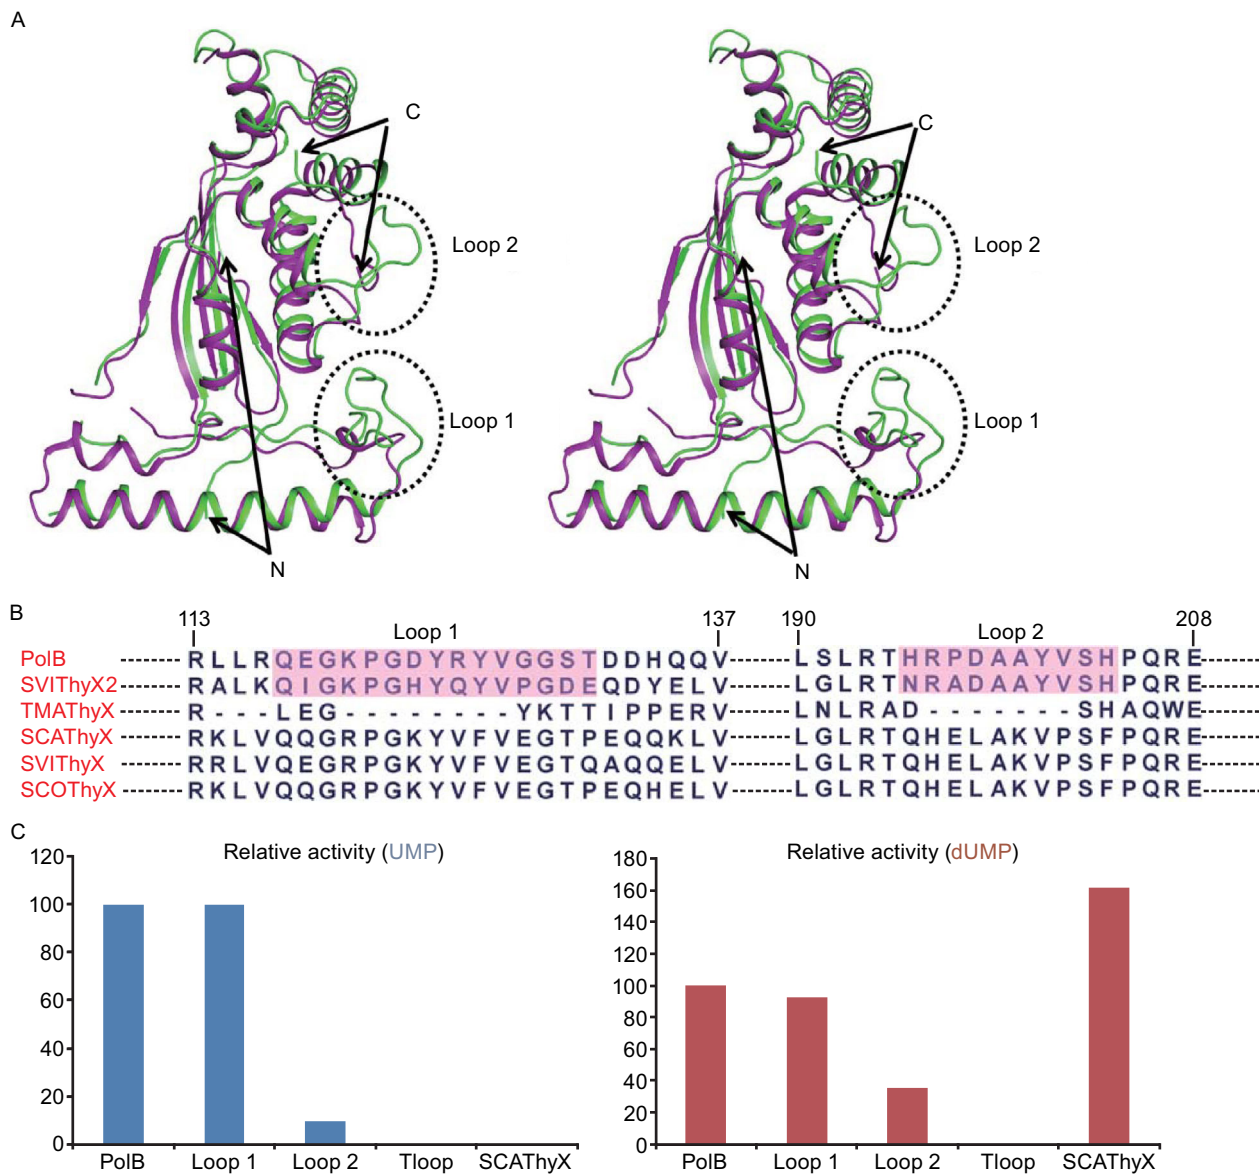 A
C
C
Loop 2
Loop 2
Loop 1
Loop 1
N
N
B
113 Loop 1 137 190 Loop 2 208
PolB ------- RLLRQEGKPGDYRYVGGSTDDHQQV ------ LSLRTHRPDAAYVSHPQRE ------
SVIThyX2 ------- RALKQIGKPGHYQYVPGDEQDYELV ------ LGLRTNRADAAYVSHPQRE ------
TMAThyX ------- R---LEG--------YKTTIPPERV ------ LNLRAD-------SHAQWE ------
SCAThyX ------- RKLVQQGRPGKYVFVEGTPEQQKLV ------ LGLRTQHELAKVPSFPQRE ------
SVIThyX ------- RRLVQEGRPGKYVFVEGTQAQQELV ------ LGLRTQHELAKVPSFPQRE ------
SCOThyX ------- RKLVQQGRPGKYVFVEGTPEQHELV ------ LGLRTQHELAKVPSFPQRE ------
C
Relative activity (UMP)
120
100
80
60
40
20
0
PolB Loop 1 Loop 2 Tloop SCAThyX
Relative activity (dUMP)
180
160
140
120
100
80
60
40
20
0
PolB Loop 1 Loop 2 Tloop SCAThyX